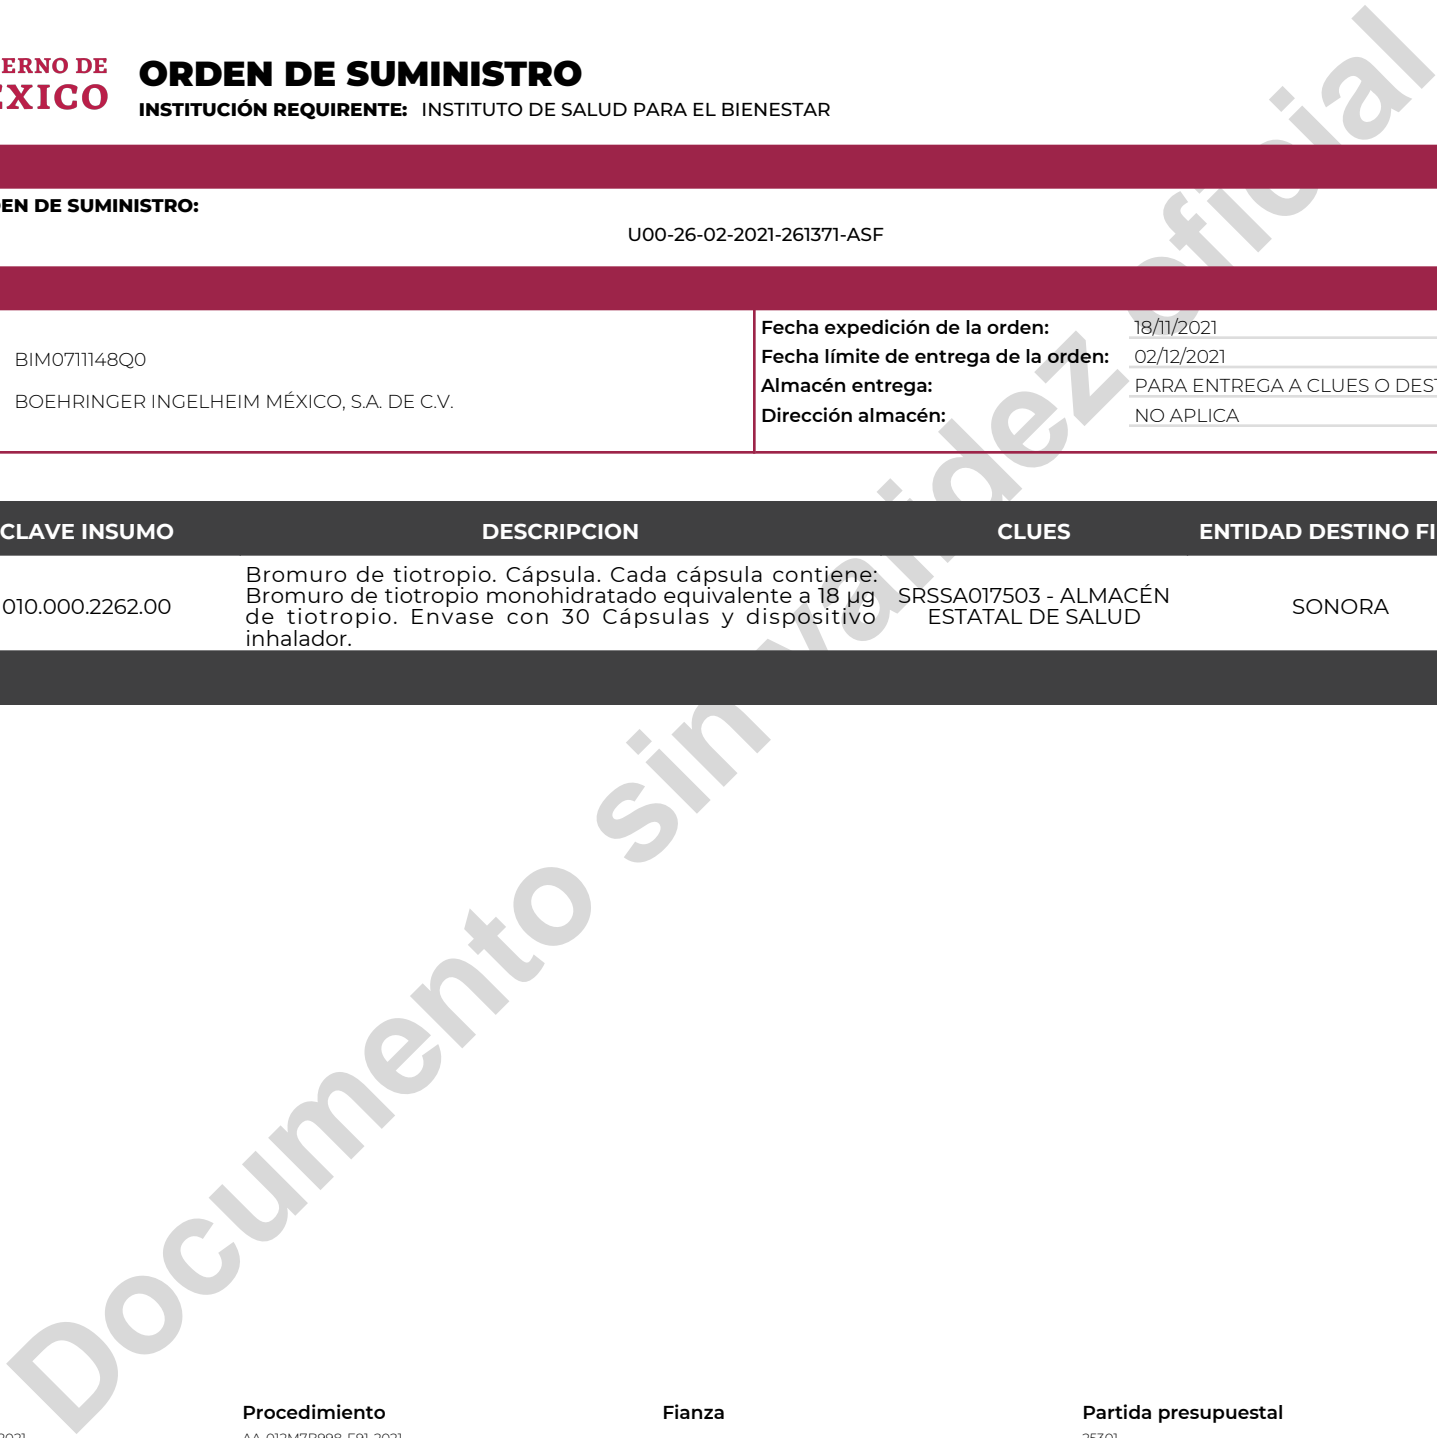 ERNO DE
ORDEN DE SUMINISTRO
INSTITUCIÓN REQUIRENTE: INSTITUTO DE SALUD PARA EL BIENESTAR
EN DE SUMINISTRO:
U00-26-02-2021-261371-ASF
BIM0711148Q0
BOEHRINGER INGELHEIM MÉXICO, S.A. DE C.V.
Fecha expedición de la orden: 18/11/2021
Fecha límite de entrega de la orden: 02/12/2021
Almacén entrega: PARA ENTREGA A CLUES O DEST
Dirección almacén: NO APLICA
CLAVE INSUMO DESCRIPCION CLUES ENTIDAD DESTINO FI
010.000.2262.00
Bromuro de tiotropio. Cápsula. Cada cápsula contiene:
Bromuro de tiotropio monohidratado equivalente a 18 µg
de tiotropio. Envase con 30 Cápsulas y dispositivo
inhalador.
SRSSA017503 - ALMACÉN
ESTATAL DE SALUD
SONORA
Documento sin validez oficial
Procedimiento Fianza Partida presupuestal